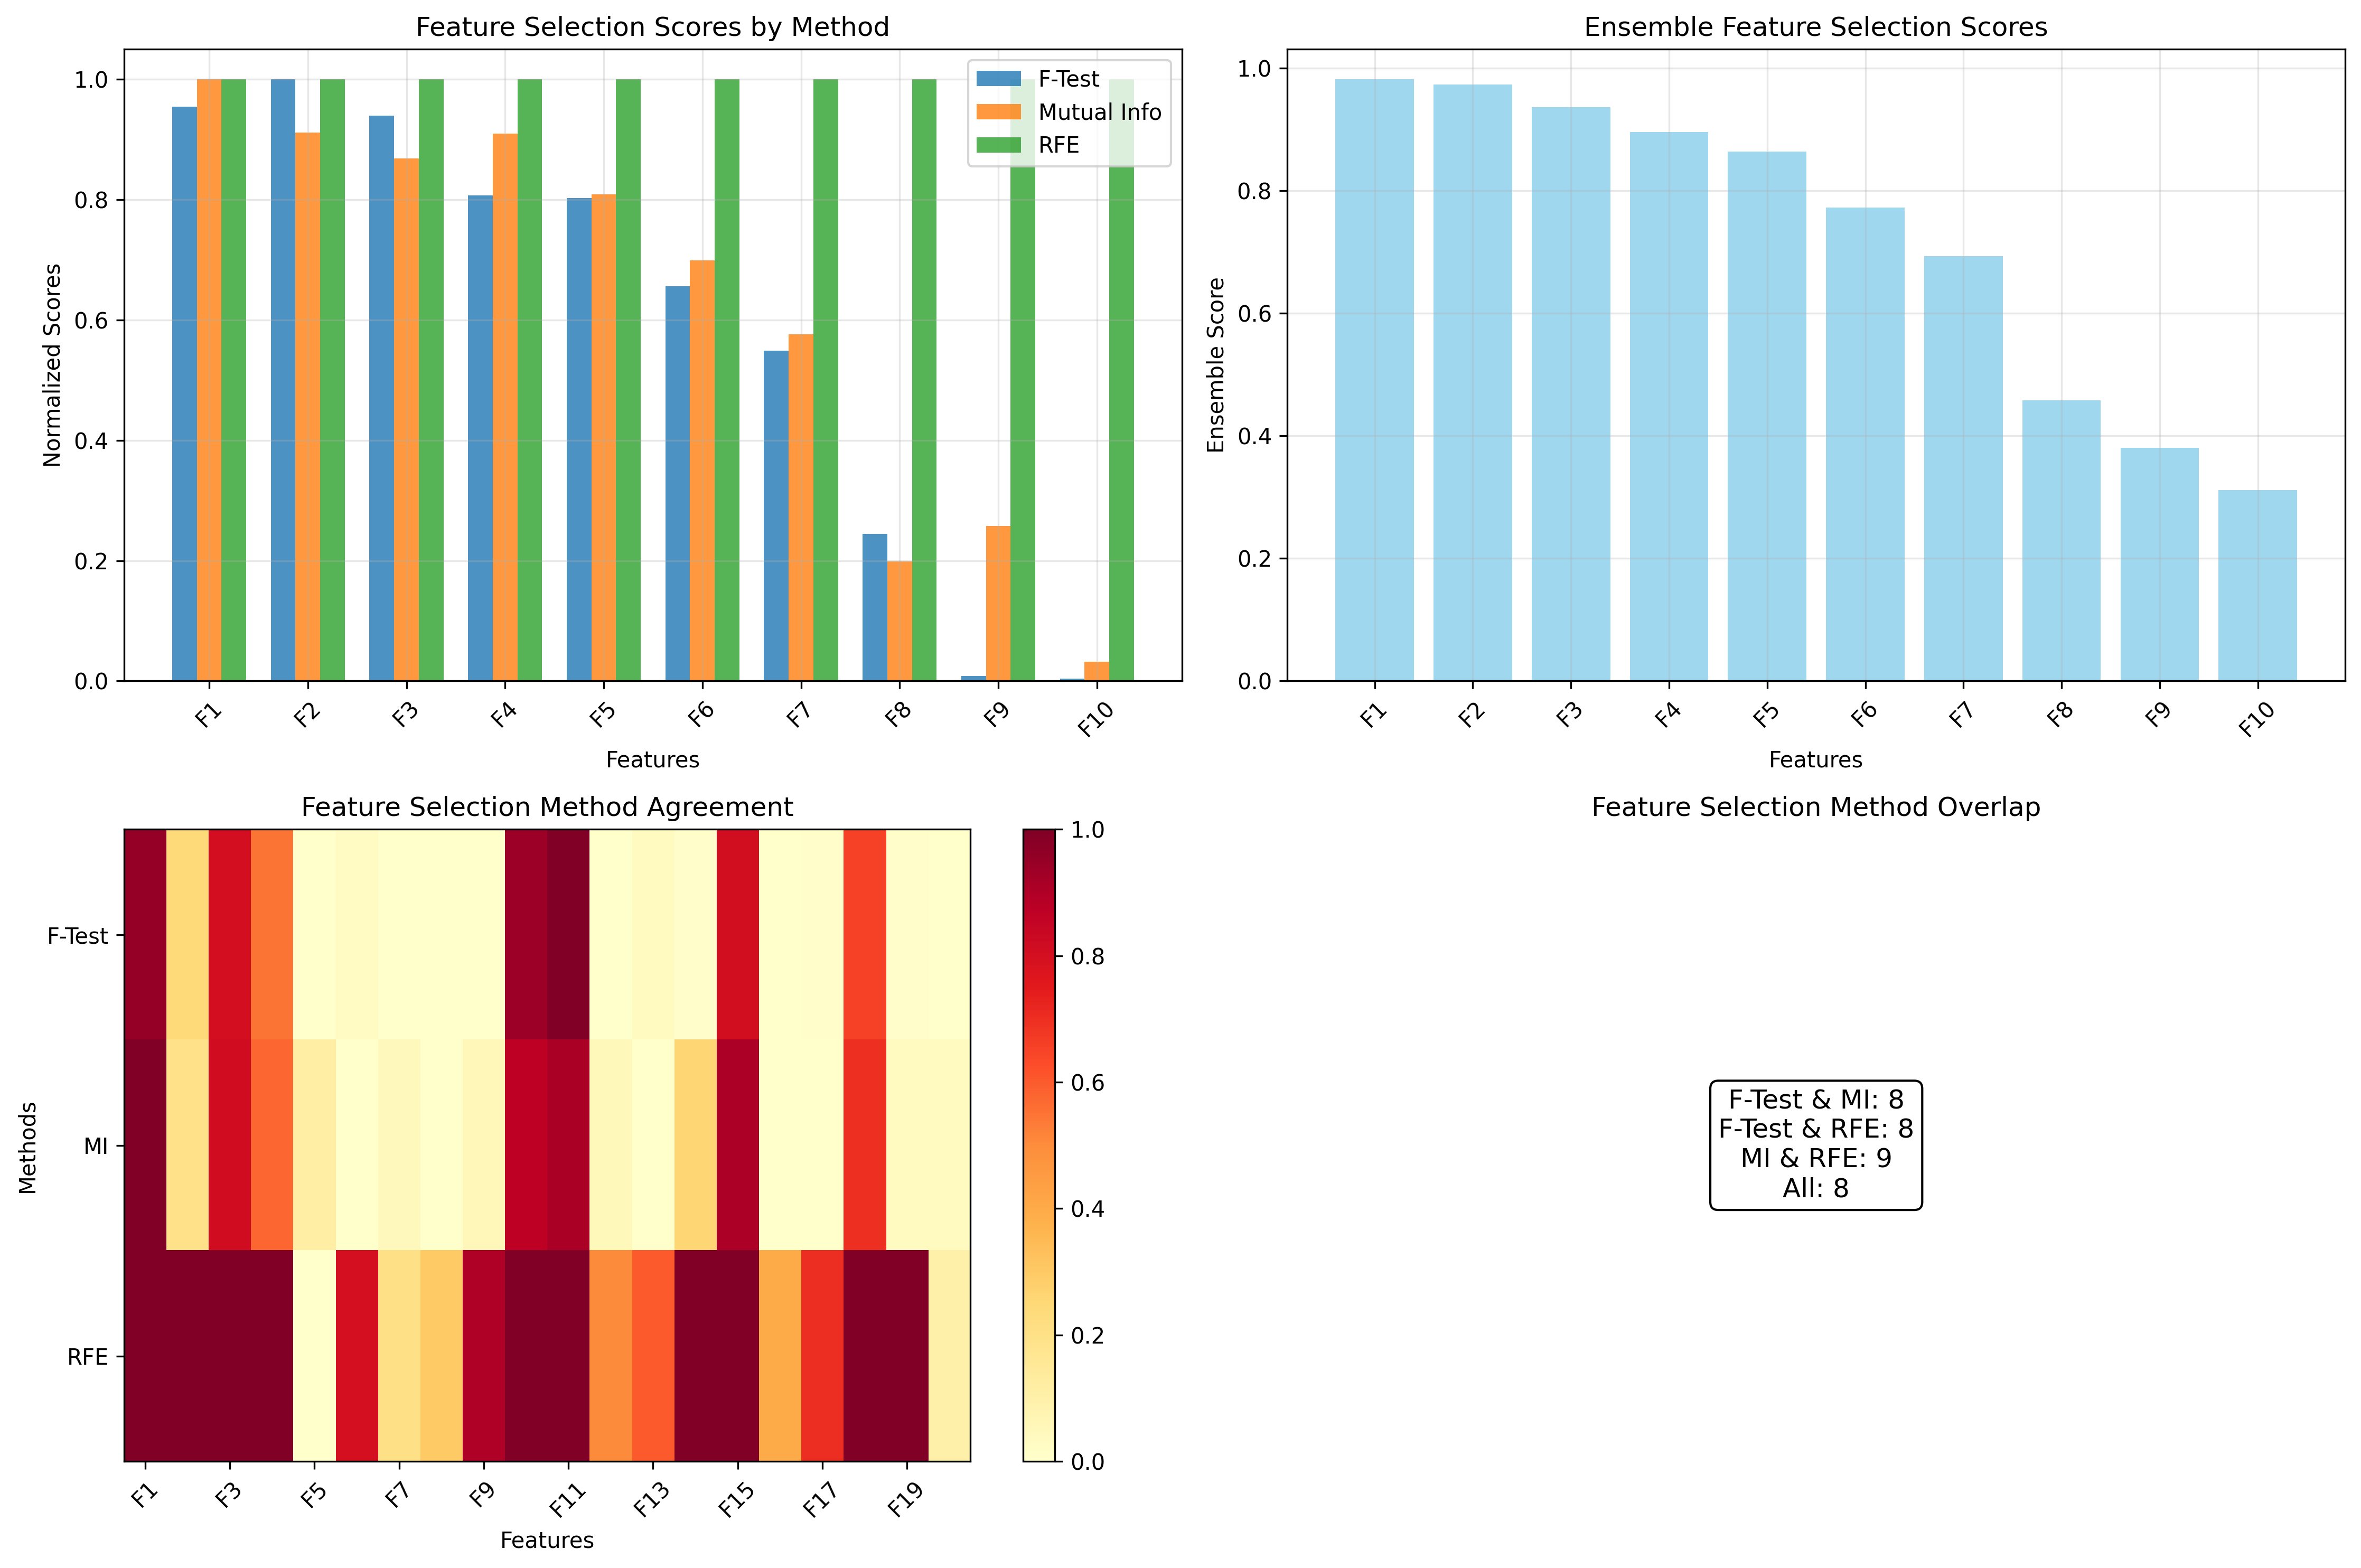 Feature Selection Scores by Method
Normalized Scores
1.0
0.8
0.6
0.4
0.2
0.0
F-Test
Mutual Info
RFE
F1 F2 F3 F4 F5 F6 F7 F8 F9 F10
Features
Ensemble Feature Selection Scores
Ensemble Score
1.0
0.8
0.6
0.4
0.2
0.0
F1 F2 F3 F4 F5 F6 F7 F8 F9 F10
Features
Feature Selection Method Agreement
Methods
F-Test
MI
RFE
F1 F3 F5 F7 F9 F11 F13 F15 F17 F19
Features
1.0
0.8
0.6
0.4
0.2
0.0
Feature Selection Method Overlap
F-Test & MI: 8
F-Test & RFE: 8
MI & RFE: 9
All: 8